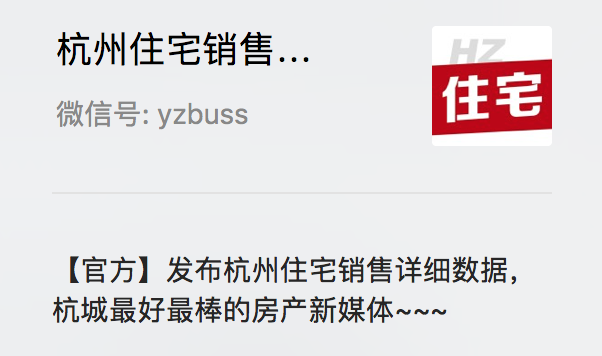 杭州住宅销售...
HZ
住宅
微信号: yzbuss
【官方】发布杭州住宅销售详细数据,
杭城最好最棒的房产新媒体~~~